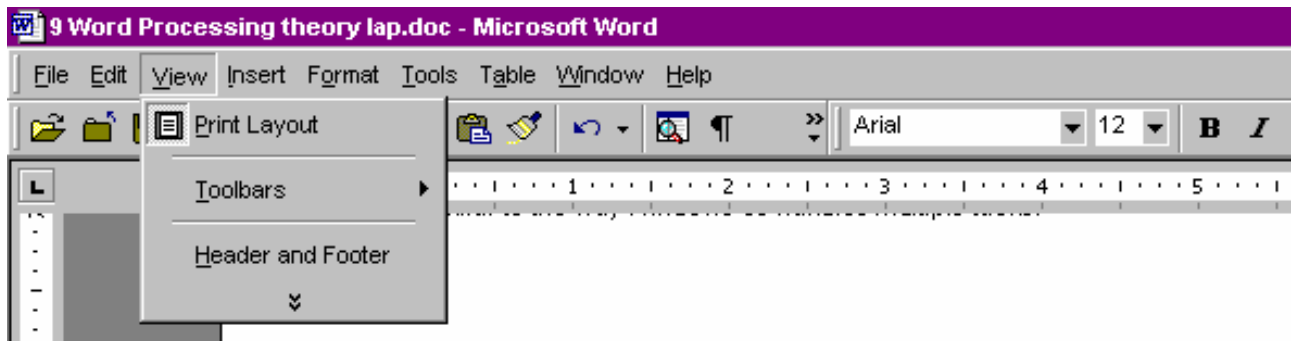 9 Word Processing theory lap.doc - Microsoft Word
File Edit View Insert Format Tools Table Window Help
Print Layout
Arial 12 B I
Toolbars
1 2 3 4 5
Header and Footer